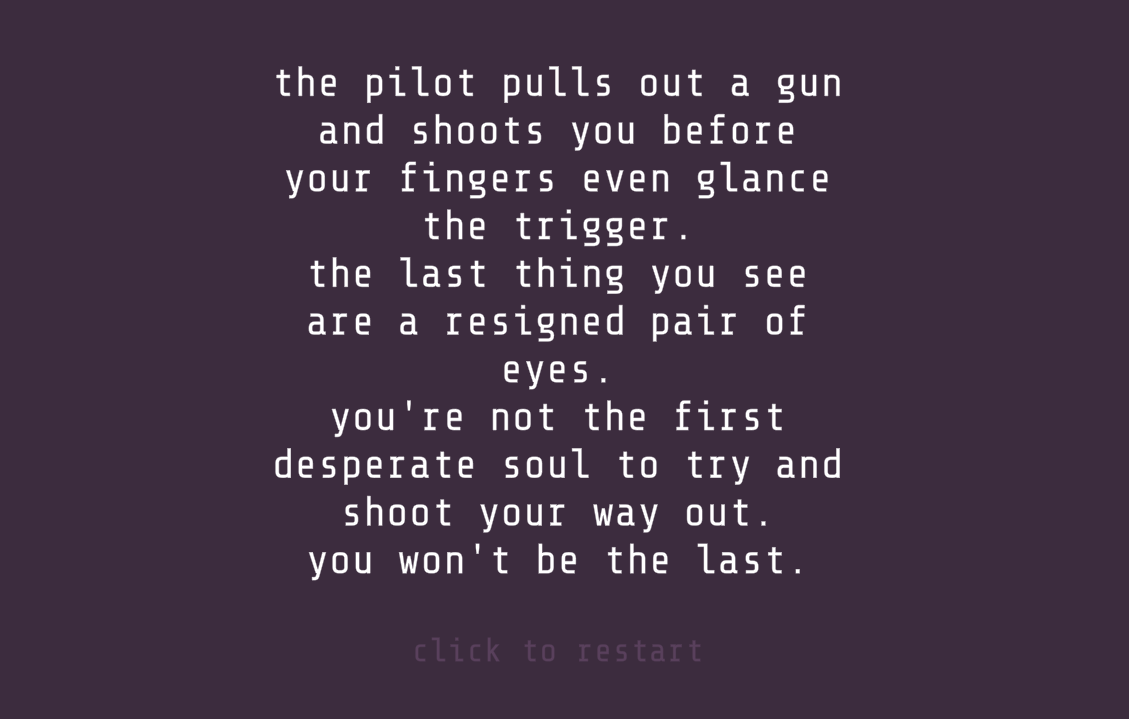 the pilot pulls out a gun
and shoots you before
your fingers even glance
the trigger.
the last thing you see
are a resigned pair of
eyes.
you're not the first
desperate soul to try and
shoot your way out.
you won't be the last.
click to restart